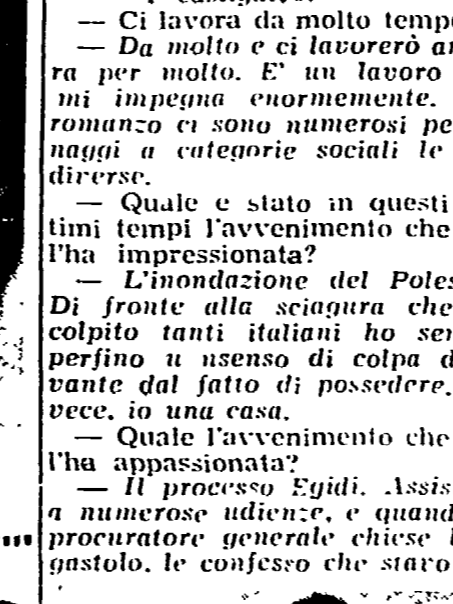 — Ci lavora da molto temp
— Da molto e ci lavorerò a
ra per molto. E' un lavoro
mi impegna enormemente.
romanzo ci sono numerosi pe
naggi a categorie sociali le
diverse.
— Quale e stato in questi
timi tempi l'avvenimento che
l'ha impressionata?
— L'inondazione del Poles
Di fronte alla sciagura che
colpito tanti italiani ho sen
perfino u nsenso di colpa d
vante dal fatto di possedere.
vece. io una casa.
— Quale l'avvenimento che
l'ha appassionata?
— Il processo Egidi. Assis
a numerose udienze, e quand
procuratore generale chiese l
gastolo. le confesso che stavo